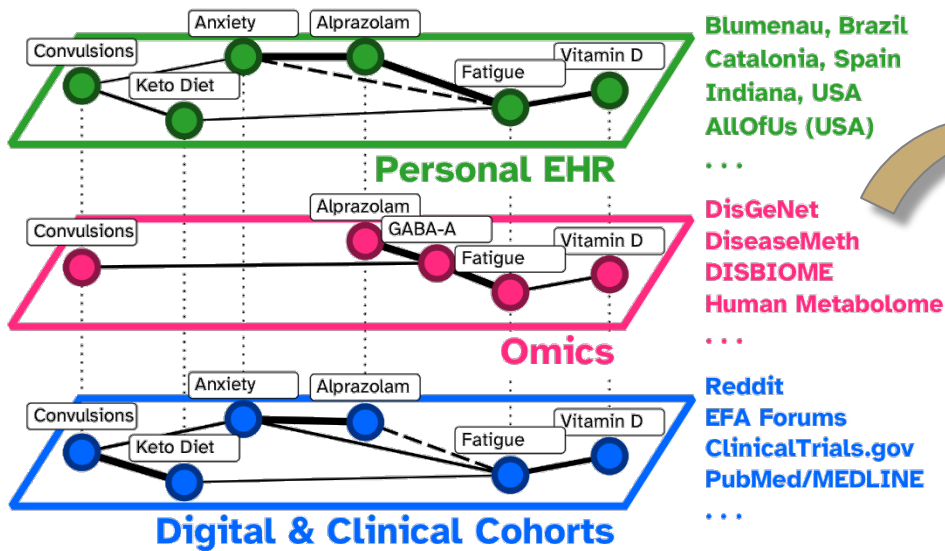 Anxiety
Alprazolam
Convulsions
Vitamin D
Keto Diet
Fatigue
Personal EHR
Blumenau, Brazil
Catalonia, Spain
Indiana, USA
AllOfUs (USA)
. . .
Alprazolam
Convulsions
GABA-A
Vitamin D
Fatigue
Omics
DisGeNet
DiseaseMeth
DISBIOME
Human Metabolome
. . .
Anxiety
Alprazolam
Convulsions
Vitamin D
Keto Diet
Fatigue
Digital & Clinical Cohorts
Reddit
EFA Forums
ClinicalTrials.gov
PubMed/MEDLINE
. . .